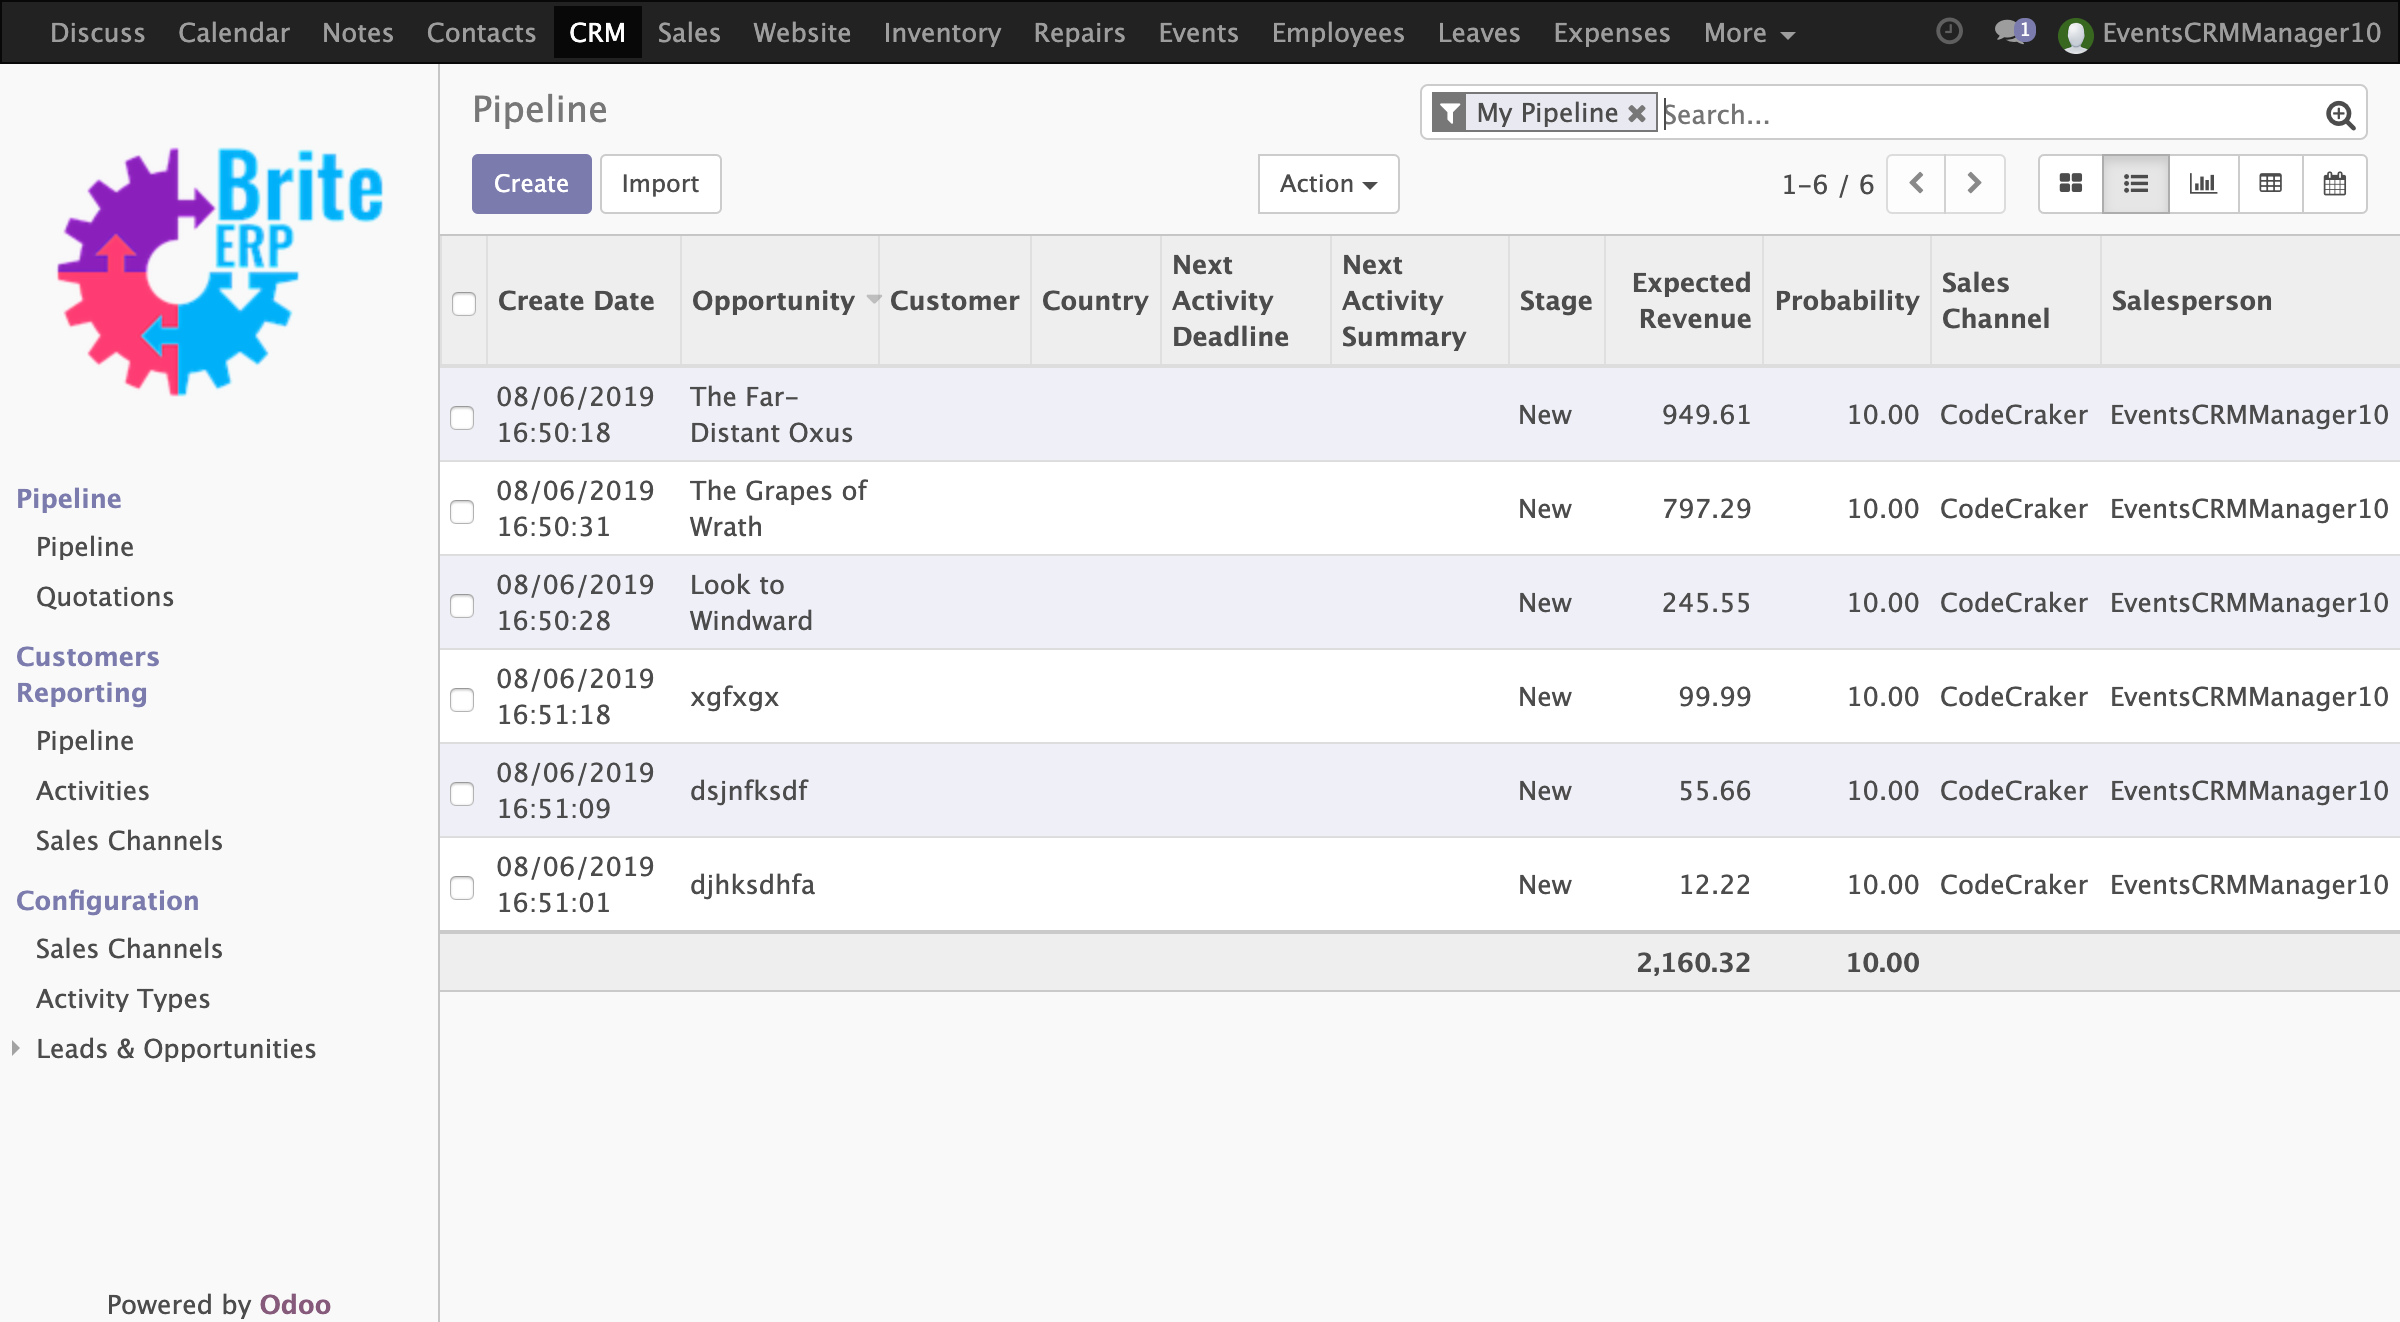 Discuss Calendar Notes Contacts CRM Sales Website Inventory Repairs Events Employees Leaves Expenses More 1 EventsCRMManager10
Brite
ERP
Pipeline
Pipeline
Quotations
Customers
Reporting
Pipeline
Activities
Sales Channels
Configuration
Sales Channels
Activity Types
Leads & Opportunities
Powered by Odoo
Pipeline
My Pipeline Search...
Create Import Action 1-6 / 6
Create Date Opportunity Customer Country Next Activity Deadline Next Activity Summary Stage Expected Revenue Probability Sales Channel Salesperson
08/06/2019 16:50:18 The Far-Distant Oxus New 949.61 10.00 CodeCraker EventsCRMManager10
08/06/2019 16:50:31 The Grapes of Wrath New 797.29 10.00 CodeCraker EventsCRMManager10
08/06/2019 16:50:28 Look to Windward New 245.55 10.00 CodeCraker EventsCRMManager10
08/06/2019 16:51:18 xgfxgx New 99.99 10.00 CodeCraker EventsCRMManager10
08/06/2019 16:51:09 dsjnfksdf New 55.66 10.00 CodeCraker EventsCRMManager10
08/06/2019 16:51:01 djhksdhfa New 12.22 10.00 CodeCraker EventsCRMManager10
2,160.32 10.00